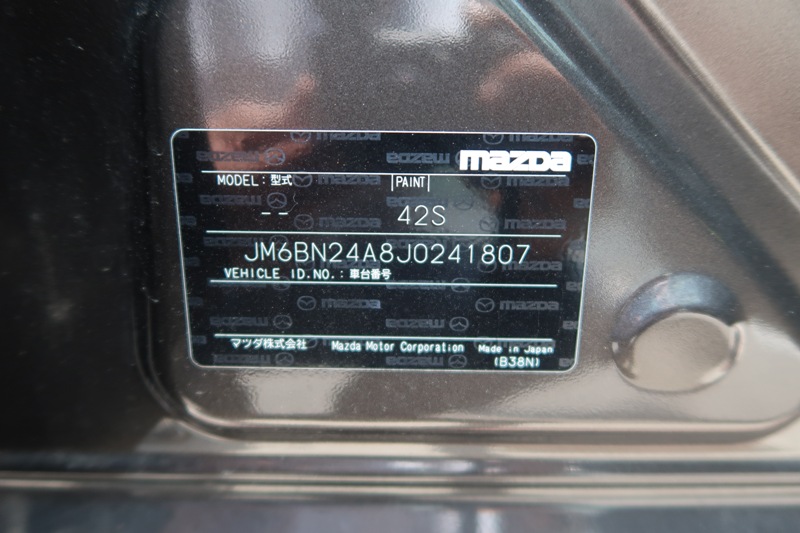 mazda
MODEL : 型式 PAINT
-- 42S
JM6BN24A8J0241807
VEHICLE ID.NO. : 車台番号
マツダ株式会社 Mazda Motor Corporation Made in Japan
(B38N)